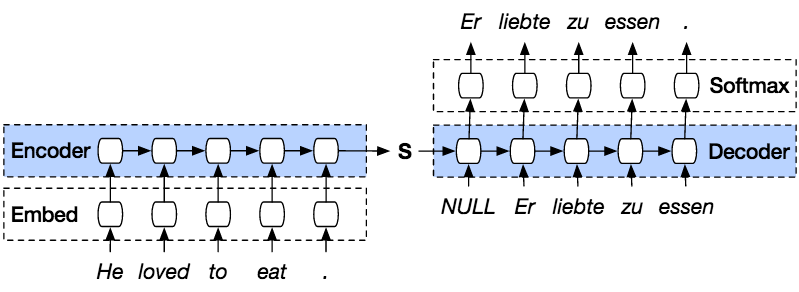 Er liebte zu essen .
Softmax
Encoder
S
Decoder
Embed
NULL Er liebte zu essen
He loved to eat .